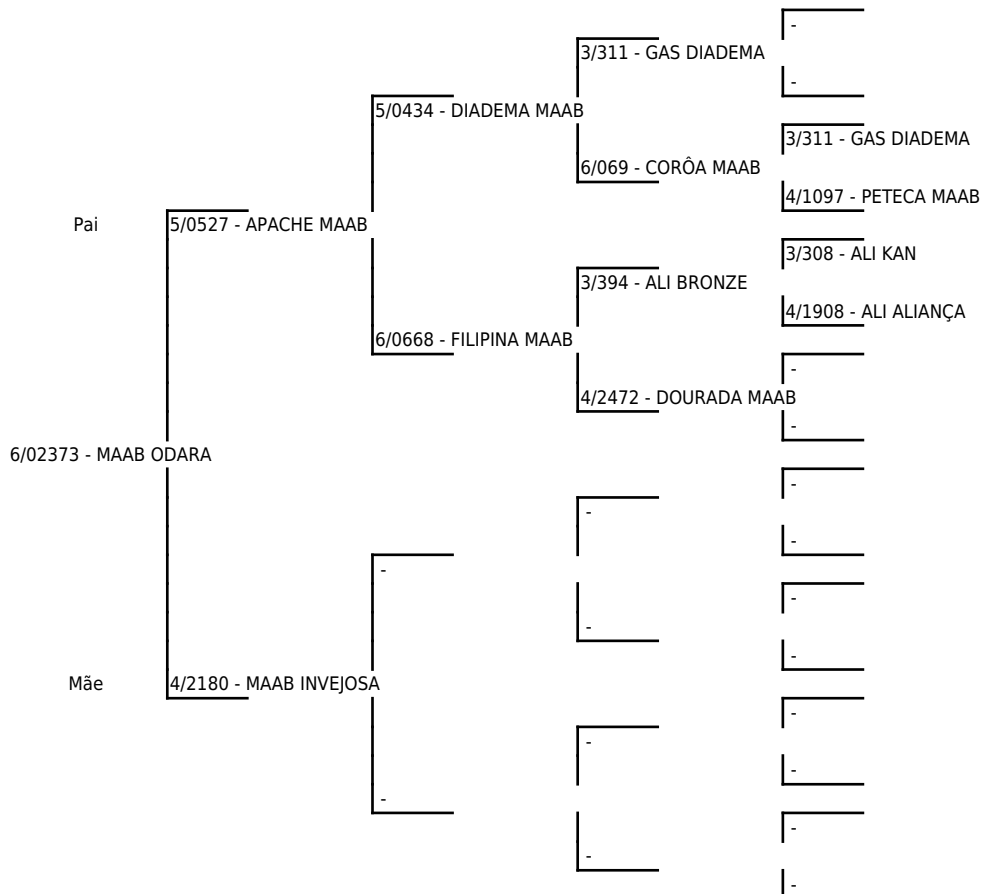 -
3/311 - GAS DIADEMA
-
5/0434 - DIADEMA MAAB
3/311 - GAS DIADEMA
6/069 - CORÔA MAAB
4/1097 - PETECA MAAB
Pai
5/0527 - APACHE MAAB
3/308 - ALI KAN
3/394 - ALI BRONZE
4/1908 - ALI ALIANÇA
6/0668 - FILIPINA MAAB
-
4/2472 - DOURADA MAAB
-
6/02373 - MAAB ODARA
-
-
-
-
-
-
-
Mãe
4/2180 - MAAB INVEJOSA
-
-
-
-
-
-
-